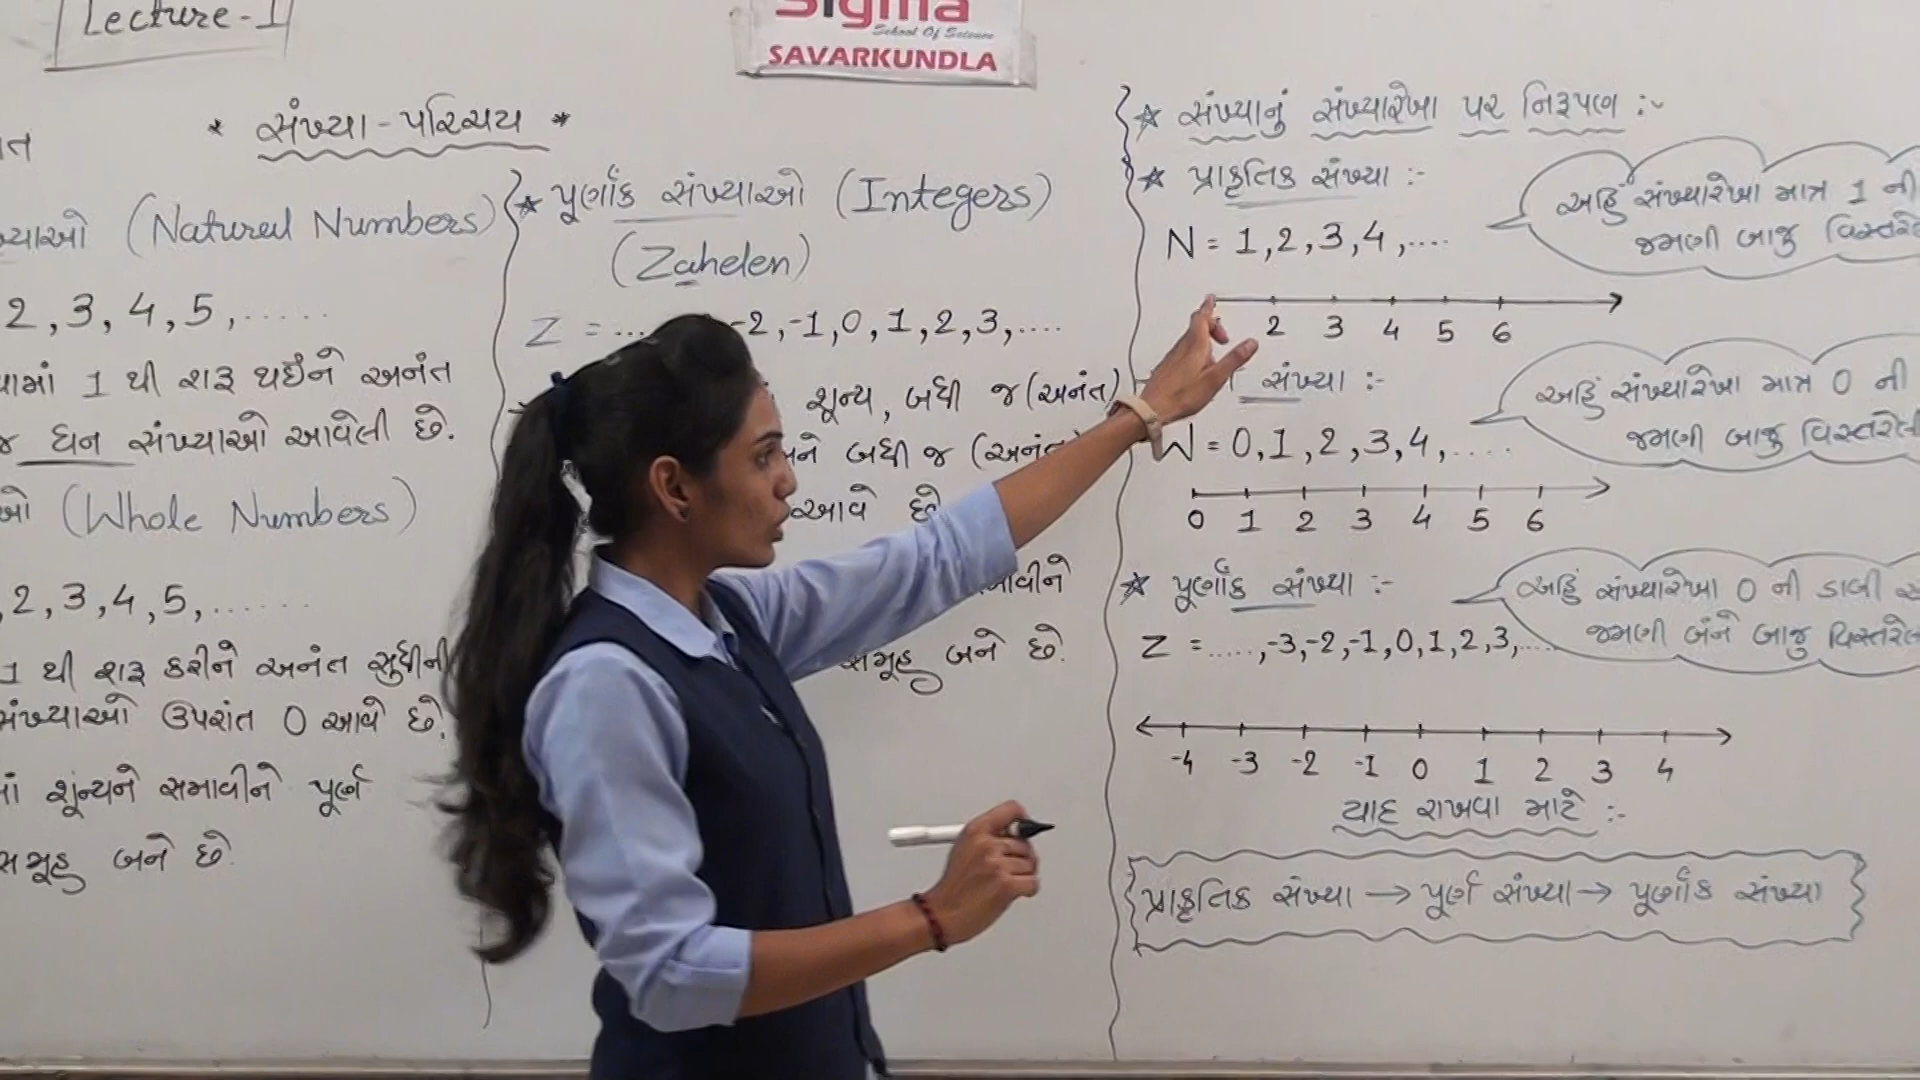 Lecture-1
Sigma
School Of Science
SAVARKUNDLA
* સંખ્યા-પરિચય *
(Natured Numbers)
2, 3, 4, 5, ......
1 થી શરૂ થઈને અનંત
જ ધન સંખ્યાઓ આવેલી છે.
(Whole Numbers)
, 2, 3, 4, 5, .......
1 થી શરૂ કરીને અનંત સુધીની
સંખ્યાઓ ઉપરાંત 0 આવે છે.
શૂન્યને સમાવીને પૂર્ણ
સમૂહ બને છે.
★ પૂર્ણાંક સંખ્યાઓ (Integers)
(Zahelen)
Z = ... -2, -1, 0, 1, 2, 3, ....
શૂન્ય, બધી જ (અનંત)
બધી જ (અનંત
આવે છે
સમૂહ બને છે.
★ સંખ્યાનું સંખ્યારેખા પર નિરૂપણ :-
★ પ્રાકૃતિક સંખ્યા :-
N = 1, 2, 3, 4, ....
અહિં સંખ્યારેખા માત્ર 1 ની
જમણી બાજુ
2 3 4 5 6
સંખ્યા :-
W = 0, 1, 2, 3, 4, ....
અહિં સંખ્યારેખા માત્ર 0 ની
જમણી બાજુ
0 1 2 3 4 5 6
★ પૂર્ણાંક સંખ્યા :-
Z = ....., -3, -2, -1, 0, 1, 2, 3, ....
અહિં સંખ્યારેખા 0 ની ડાબી
જમણી બંને બાજુ
-4 -3 -2 -1 0 1 2 3 4
યાદ રાખવા માટે :-
પ્રાકૃતિક સંખ્યા → પૂર્ણ સંખ્યા → પૂર્ણાંક સંખ્યા